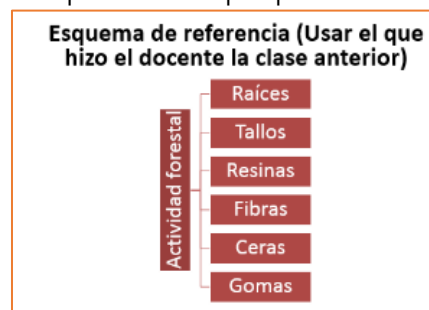 Esquema de referencia (Usar el que
hizo el docente la clase anterior)
Actividad forestal
Raíces
Tallos
Resinas
Fibras
Ceras
Gomas